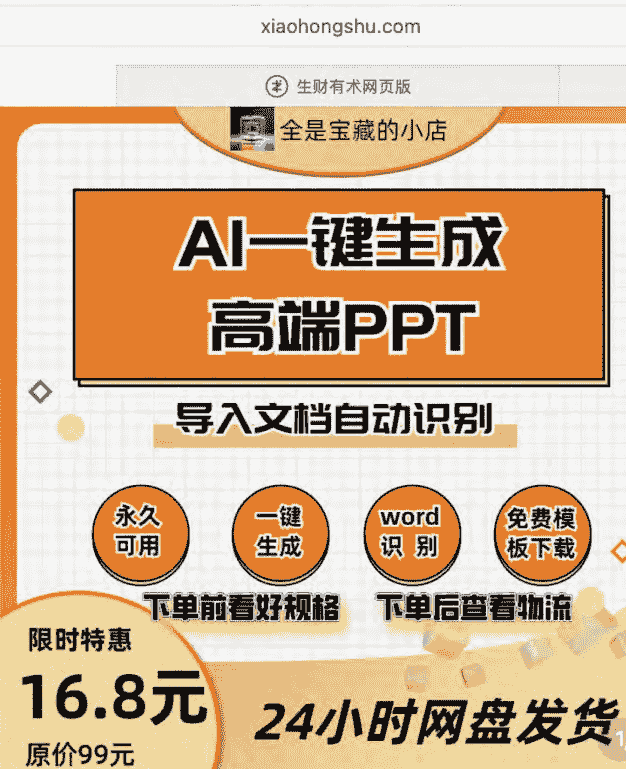 xiaohongshu.com
生财有术网页版
全是宝藏的小店
AI一键生成
高端PPT
导入文档自动识别
永久
可用
一键
生成
word
识别
免费模
板下载
下单前看好规格 下单后查看物流
限时特惠
16.8元
原价99元
24小时网盘发货